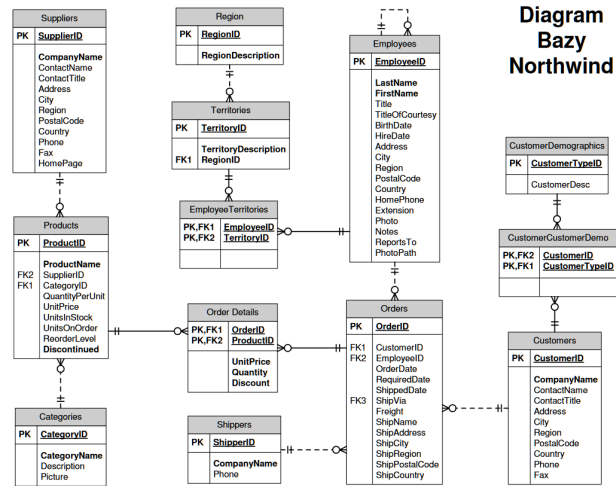 Diagram
Bazy
Northwind
Suppliers
PK SupplierID
CompanyName
ContactName
ContactTitle
Address
City
Region
PostalCode
Country
Phone
Fax
HomePage
Region
PK RegionID
RegionDescription
Territories
PK TerritoryID
TerritoryDescription
FK1 RegionID
EmployeeTerritories
PK,FK1 EmployeeID
PK,FK2 TerritoryID
Employees
PK EmployeeID
LastName
FirstName
Title
TitleOfCourtesy
BirthDate
HireDate
Address
City
Region
PostalCode
Country
HomePhone
Extension
Photo
Notes
ReportsTo
PhotoPath
CustomerDemographics
PK CustomerTypeID
CustomerDesc
CustomerCustomerDemo
PK,FK2 CustomerID
PK,FK1 CustomerTypeID
Products
PK ProductID
ProductName
FK2 SupplierID
FK1 CategoryID
QuantityPerUnit
UnitPrice
UnitsInStock
UnitsOnOrder
ReorderLevel
Discontinued
Order Details
PK,FK1 OrderID
PK,FK2 ProductID
UnitPrice
Quantity
Discount
Orders
PK OrderID
FK1 CustomerID
FK2 EmployeeID
OrderDate
RequiredDate
ShippedDate
FK3 ShipVia
Freight
ShipName
ShipAddress
ShipCity
ShipRegion
ShipPostalCode
ShipCountry
Customers
PK CustomerID
CompanyName
ContactName
ContactTitle
Address
City
Region
PostalCode
Country
Phone
Fax
Categories
PK CategoryID
CategoryName
Description
Picture
Shippers
PK ShipperID
CompanyName
Phone